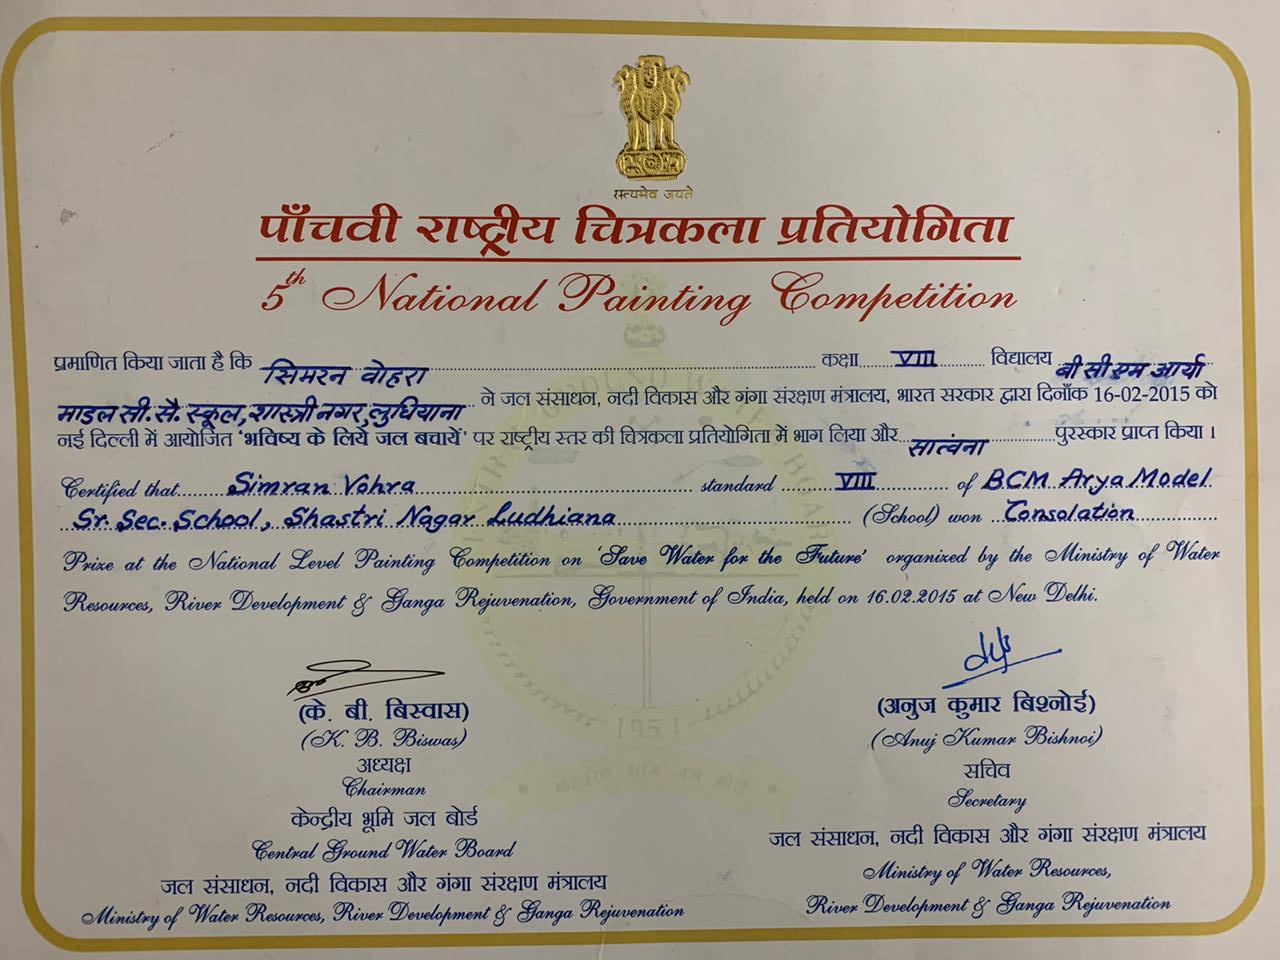 सत्यमेव जयते
पाँचवी राष्ट्रीय चित्रकला प्रतियोगिता
5th National Painting Competition
प्रमाणित किया जाता है कि सिमरन वोहरा कक्षा VIII विद्यालय बी सी एम आर्या
माडल सी.सै. स्कूल, शास्त्री नगर, लुधियाना ने जल संसाधन, नदी विकास और गंगा संरक्षण मंत्रालय, भारत सरकार द्वारा दिनाँक 16-02-2015 को
नई दिल्ली में आयोजित 'भविष्य के लिये जल बचायें' पर राष्ट्रीय स्तर की चित्रकला प्रतियोगिता में भाग लिया और सात्वंना पुरस्कार प्राप्त किया ।
Certified that Simran Vohra standard VIII of BCM Arya Model
Sr. Sec. School, Shastri Nagar Ludhiana (School) won Consolation
Prize at the National Level Painting Competition on 'Save Water for the Future' organized by the Ministry of Water
Resources, River Development & Ganga Rejuvenation, Government of India, held on 16.02.2015 at New Delhi.
(के. बी. बिस्वास)
(K. B. Biswas)
अध्यक्ष
Chairman
केन्द्रीय भूमि जल बोर्ड
Central Ground Water Board
जल संसाधन, नदी विकास और गंगा संरक्षण मंत्रालय
Ministry of Water Resources, River Development & Ganga Rejuvenation
(अनुज कुमार बिश्नोई)
(Anuj Kumar Bishnoi)
सचिव
Secretary
जल संसाधन, नदी विकास और गंगा संरक्षण मंत्रालय
Ministry of Water Resources,
River Development & Ganga Rejuvenation
CENTRAL GROUND WATER BOARD
1954
केन्द्रीय भूमि जल बोर्ड